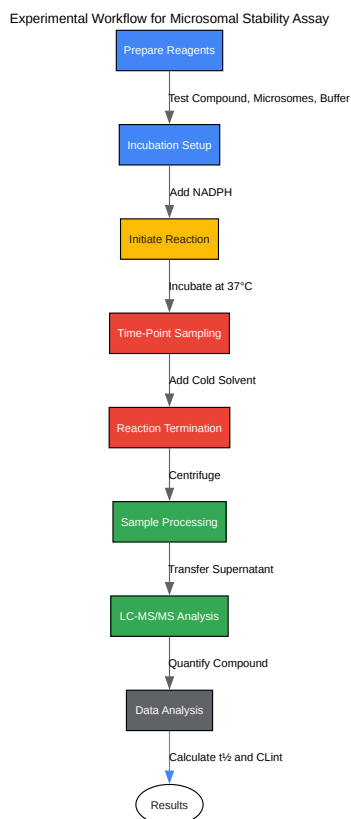 Experimental Workflow for Microsomal Stability Assay
Prepare Reagents
Test Compound, Microsomes, Buffer
Incubation Setup
Add NADPH
Initiate Reaction
Incubate at 37°C
Time-Point Sampling
Add Cold Solvent
Reaction Termination
Centrifuge
Sample Processing
Transfer Supernatant
LC-MS/MS Analysis
Quantify Compound
Data Analysis
Calculate t½ and CLint
Results